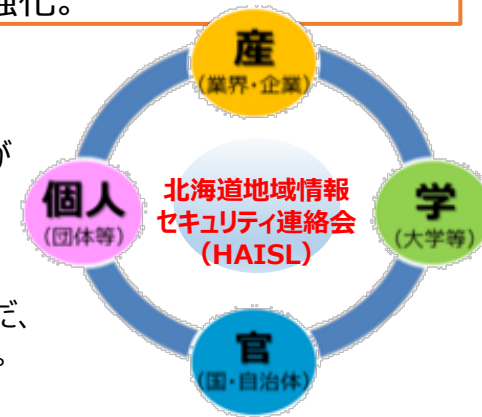 強化。
産
(業界・企業)
が
個人
(団体等)
北海道地域情報
セキュリティ連絡会
(HAISL)
学
(大学等)
だ、
。
官
(国・自治体)